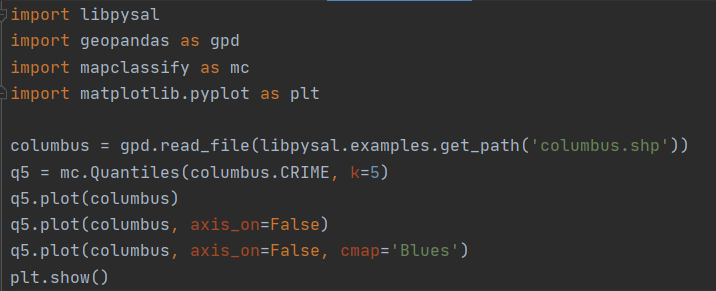 import libpysal
import geopandas as gpd
import mapclassify as mc
import matplotlib.pyplot as plt
columbus = gpd.read_file(libpysal.examples.get_path('columbus.shp'))
q5 = mc.Quantiles(columbus.CRIME, k=5)
q5.plot(columbus)
q5.plot(columbus, axis_on=False)
q5.plot(columbus, axis_on=False, cmap='Blues')
plt.show()